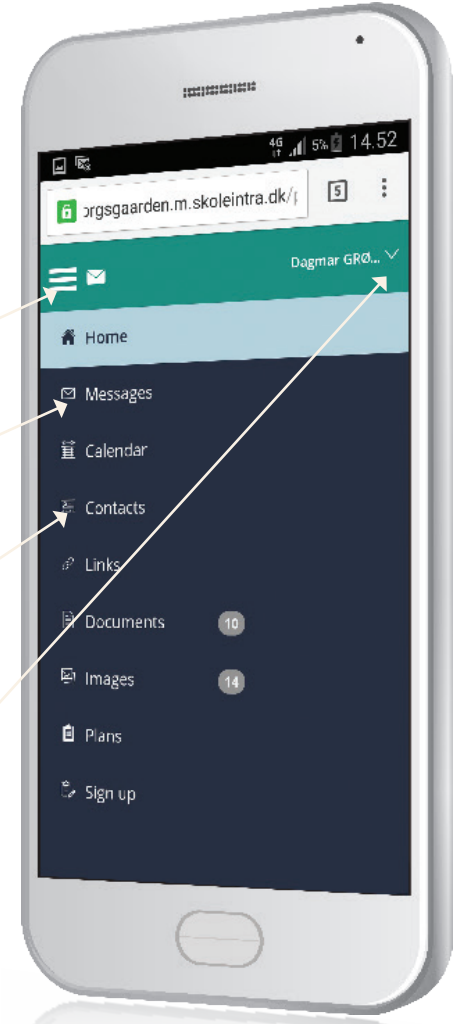 4G 5% 14.52
orgsgaarden.m.skoleintra.dk/p 5
Dagmar GRØ...
Home
Messages
Calendar
Contacts
Links
Documents 10
Images 14
Plans
Sign up